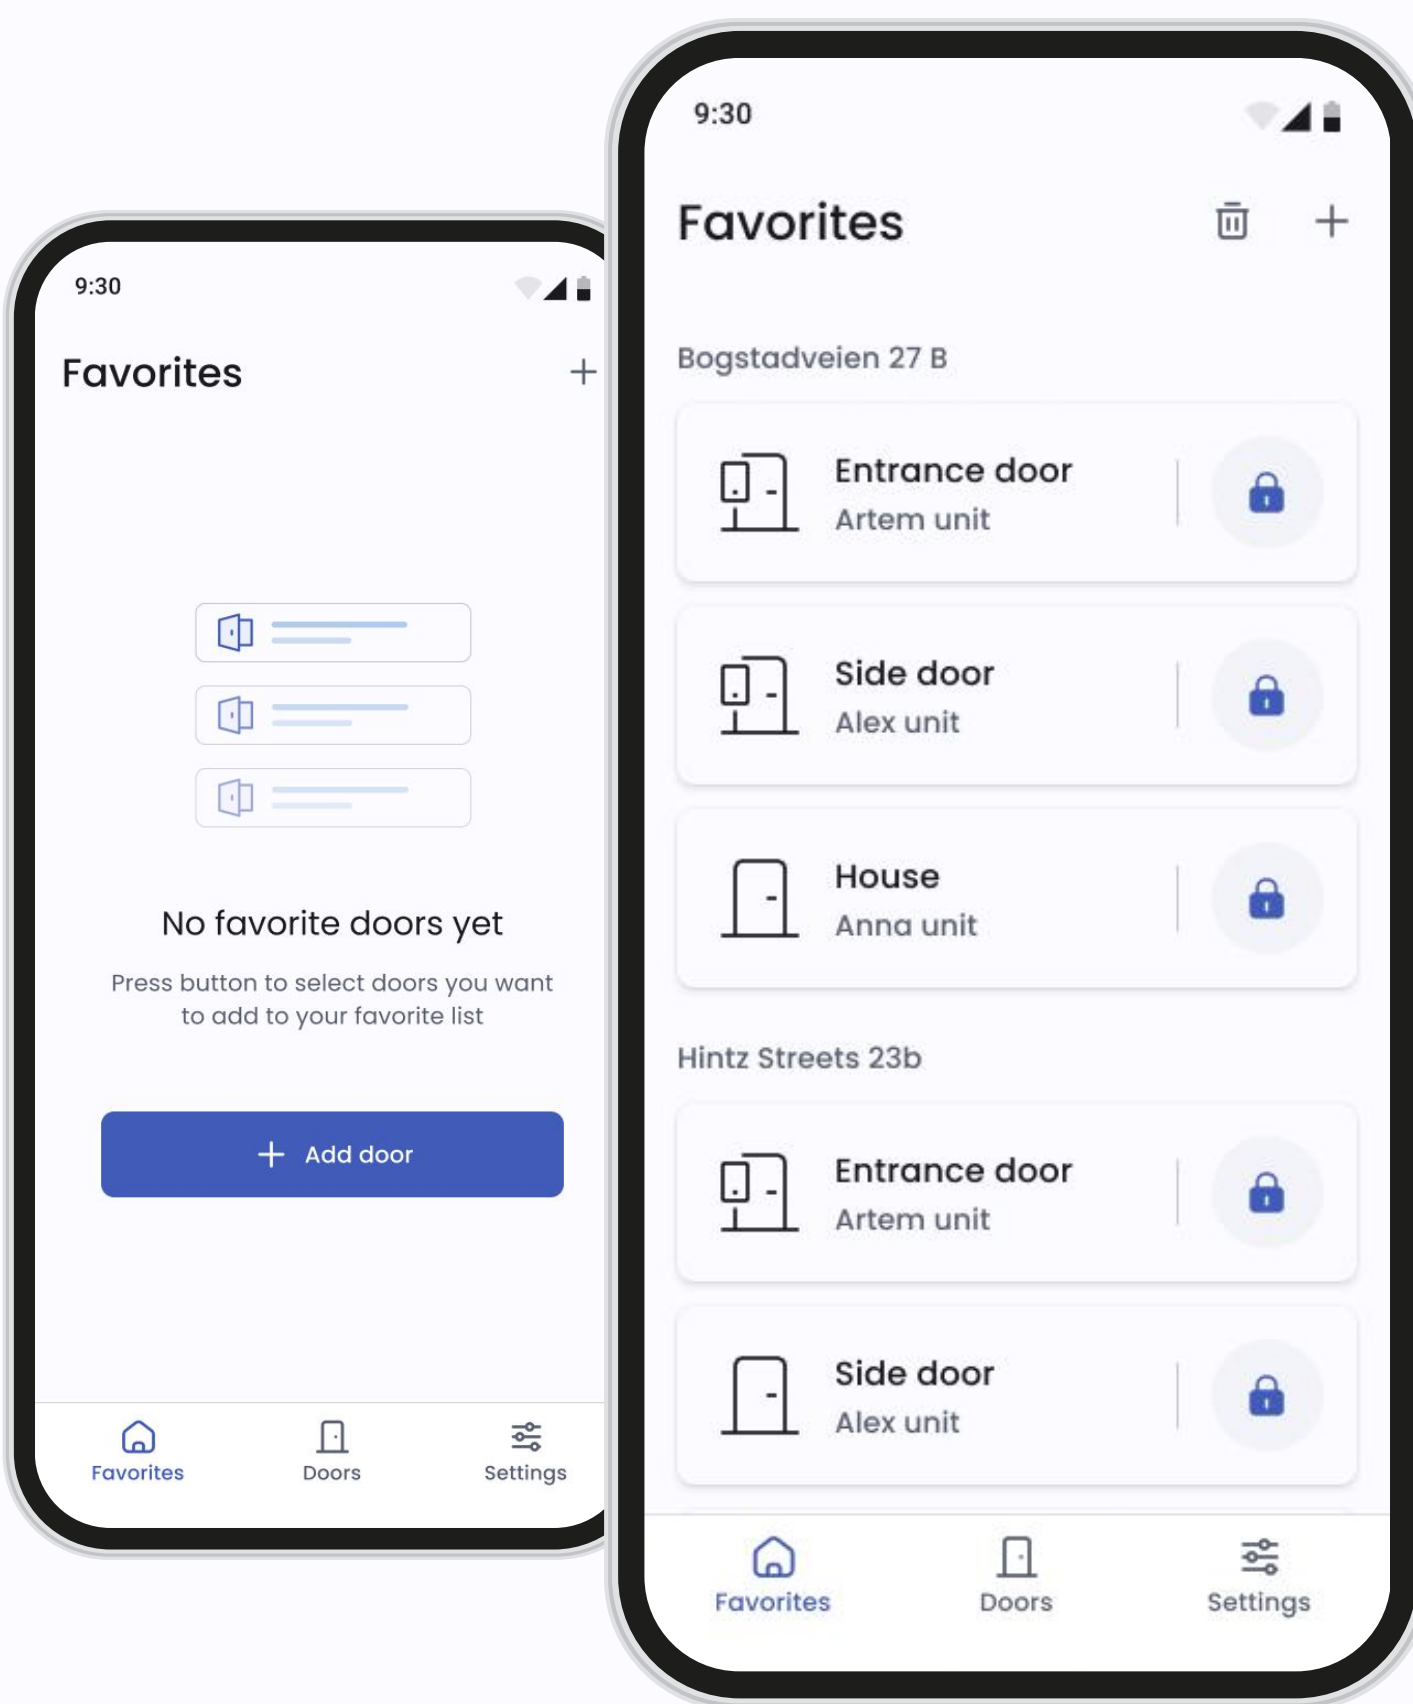 9:30
Favorites
No favorite doors yet
Press button to select doors you want
to add to your favorite list
Add door
Favorites
Doors
Settings
9:30
Favorites
Bogstadveien 27 B
Entrance door
Artem unit
Side door
Alex unit
House
Anna unit
Hintz Streets 23b
Entrance door
Artem unit
Side door
Alex unit
Favorites
Doors
Settings